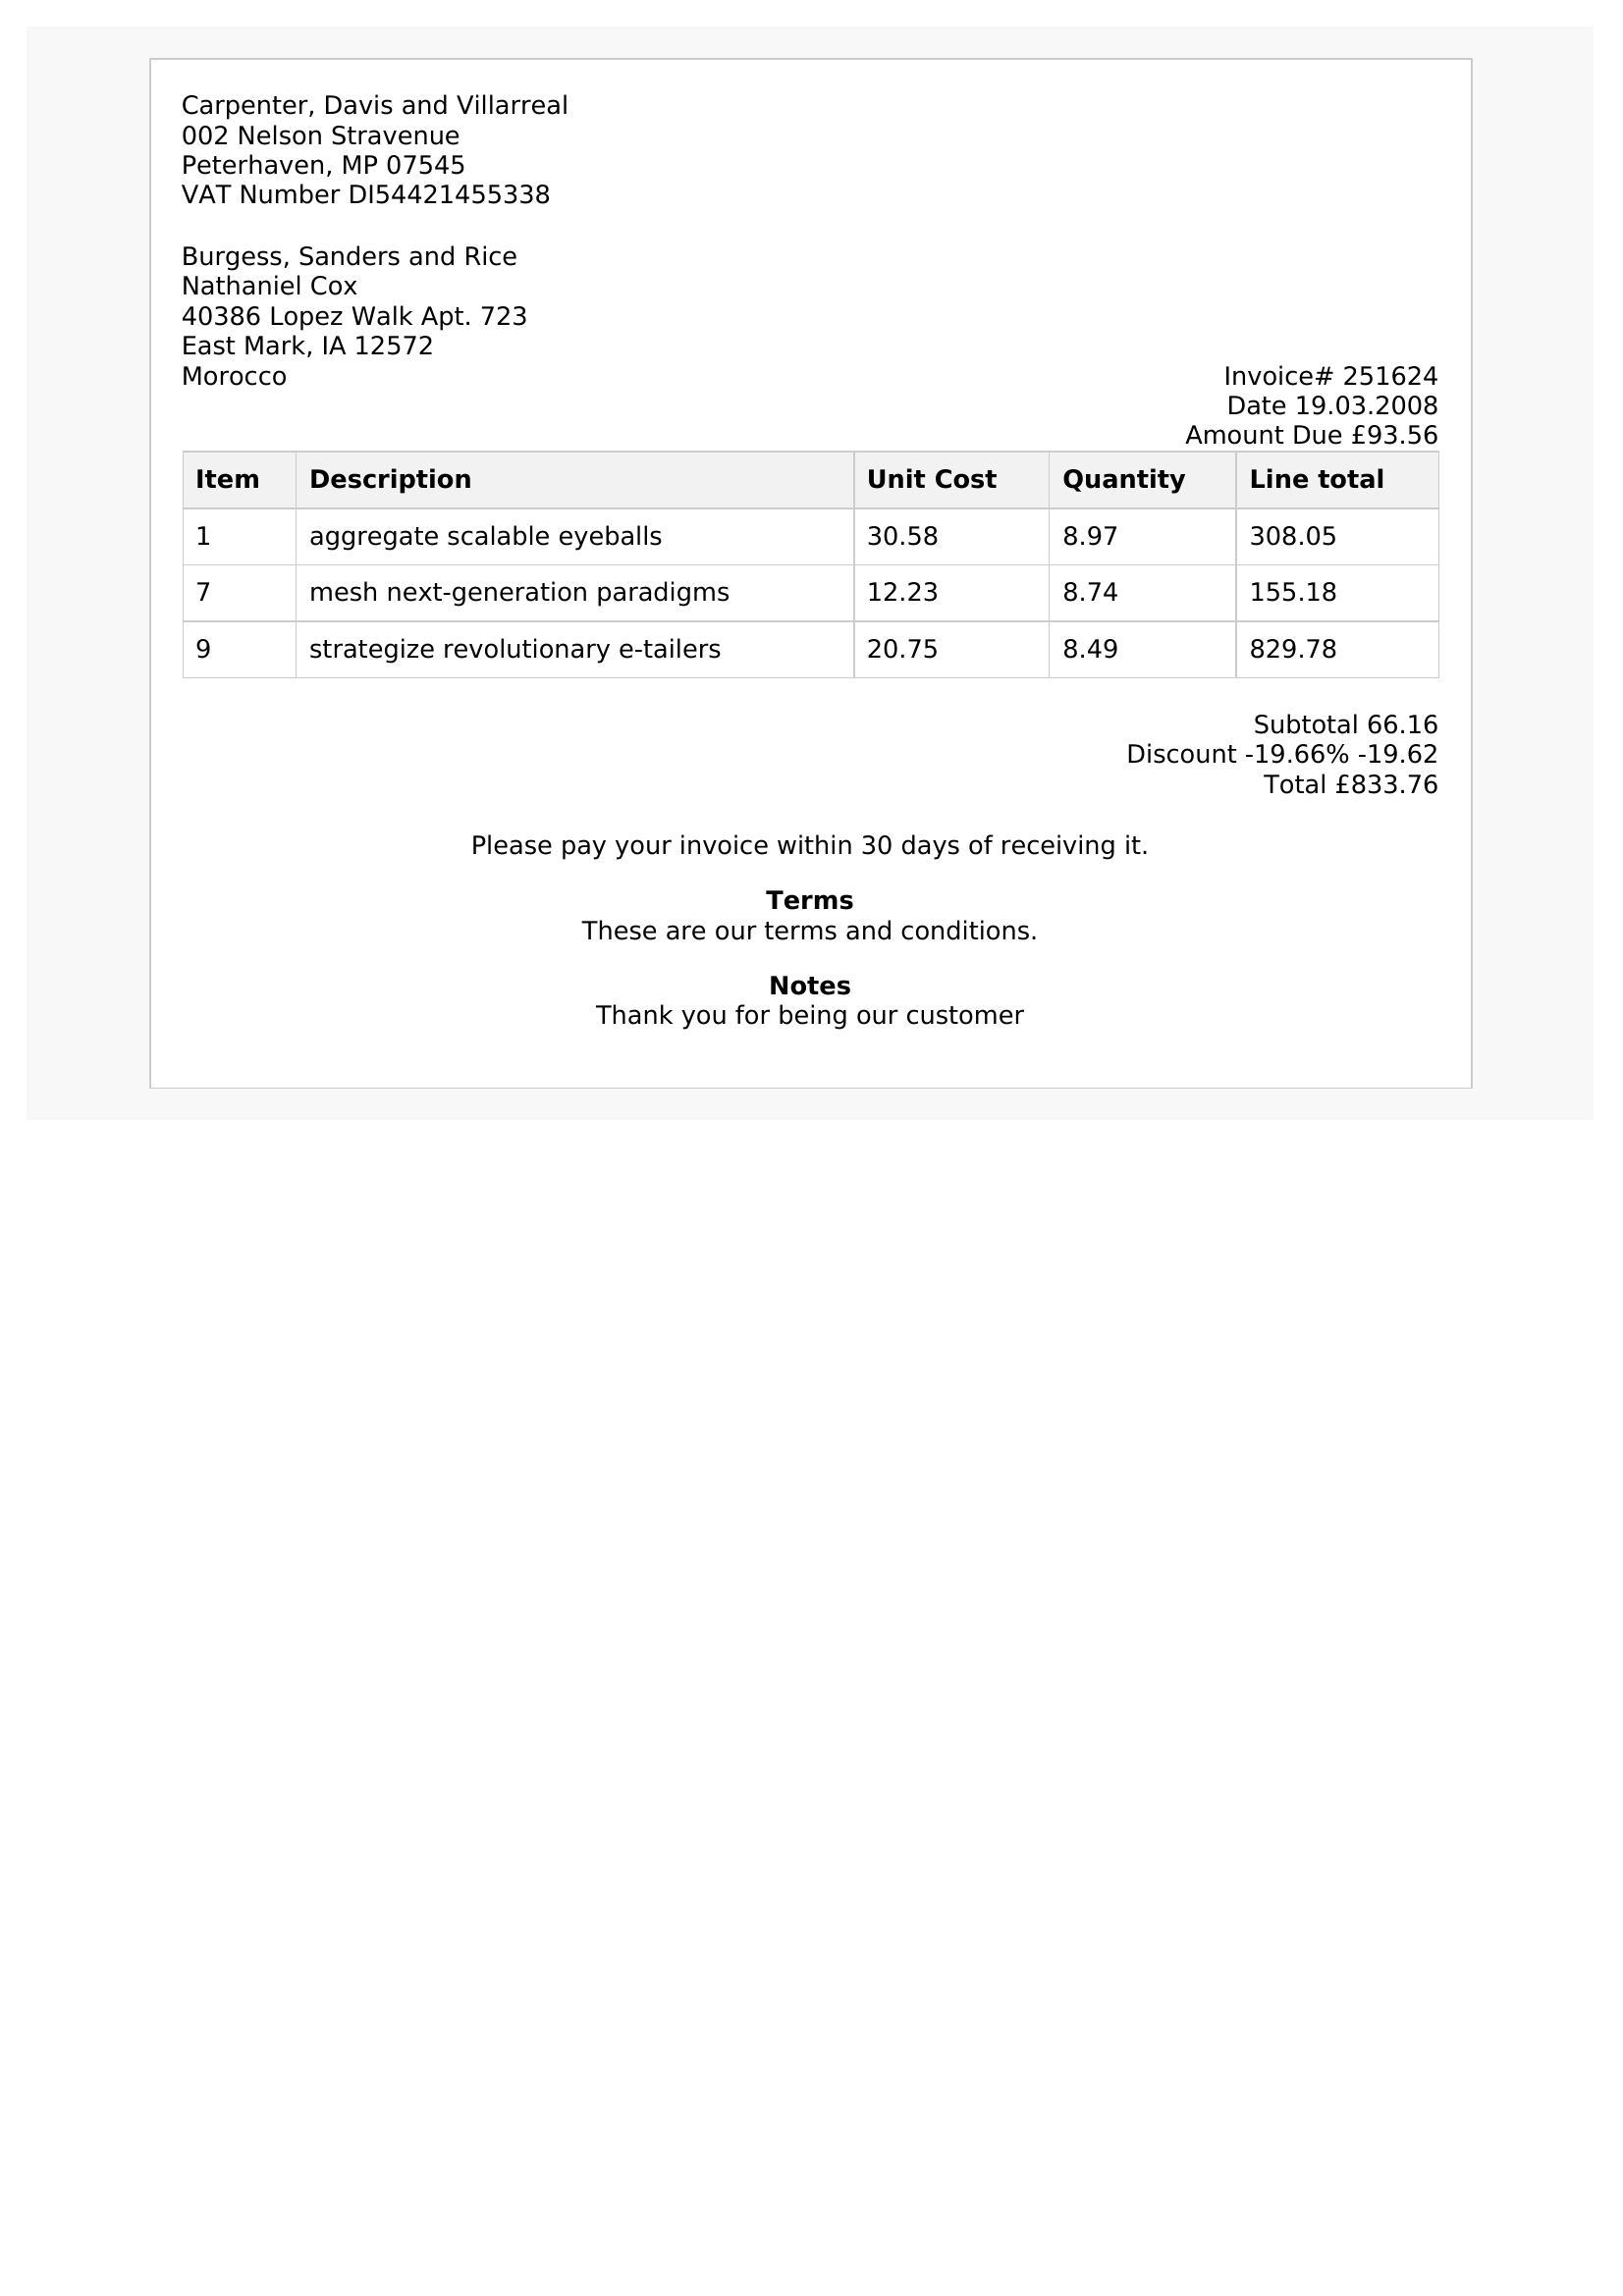 Carpenter, Davis and Villarreal
002 Nelson Stravenue
Peterhaven, MP 07545
VAT Number DI54421455338
Burgess, Sanders and Rice
Nathaniel Cox
40386 Lopez Walk Apt. 723
East Mark, IA 12572
Morocco
Invoice# 251624
Date 19.03.2008
Amount Due £93.56
Item Description Unit Cost Quantity Line total
1 aggregate scalable eyeballs 30.58 8.97 308.05
7 mesh next-generation paradigms 12.23 8.74 155.18
9 strategize revolutionary e-tailers 20.75 8.49 829.78
Subtotal 66.16
Discount -19.66% -19.62
Total £833.76
Please pay your invoice within 30 days of receiving it.
Terms
These are our terms and conditions.
Notes
Thank you for being our customer